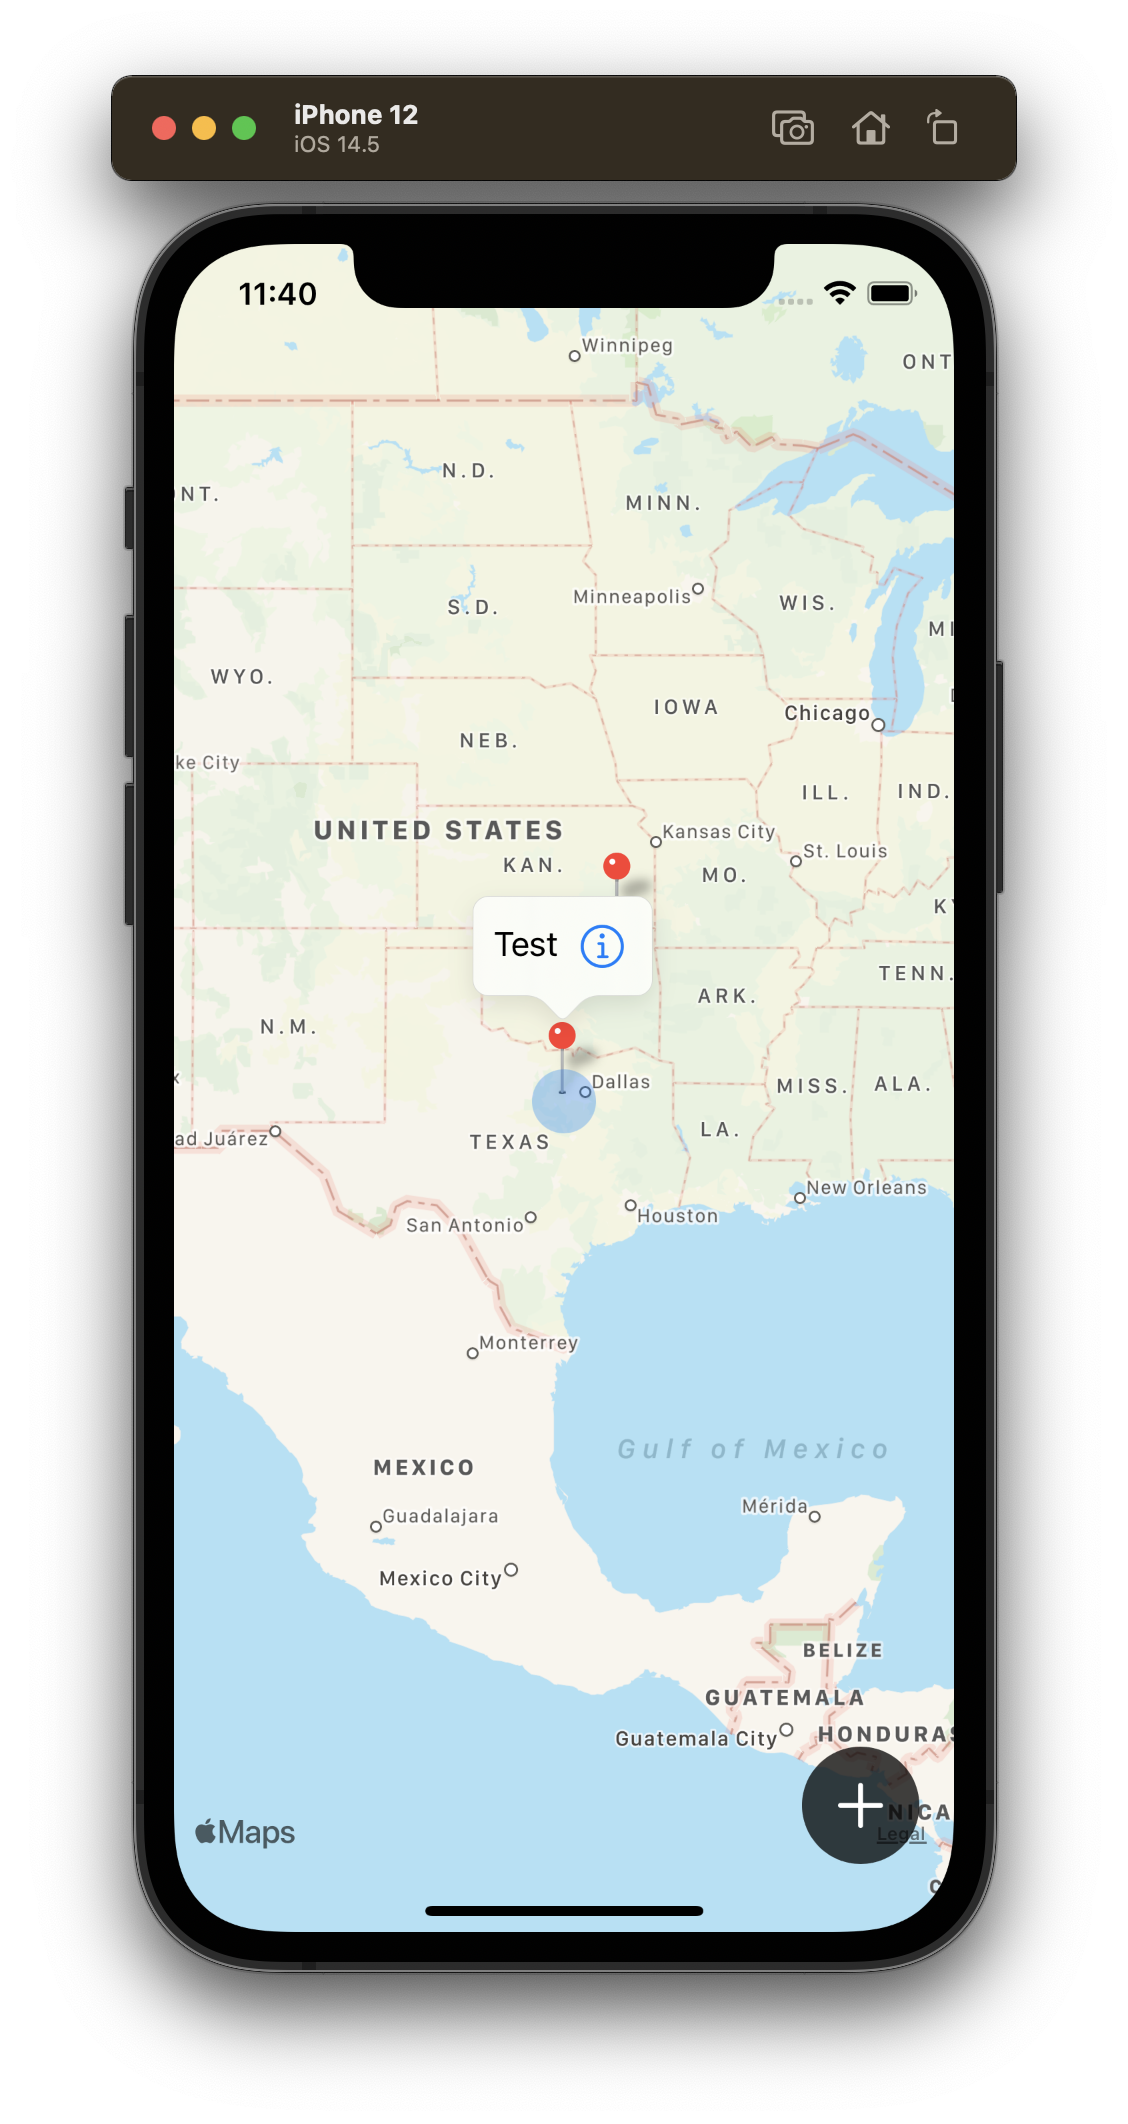 iPhone 12
iOS 14.5
11:40
Winnipeg
ONT
N.D.
NT.
MINN.
Minneapolis
S.D.
WIS.
MI
WYO.
IOWA
Chicago
NEB.
ke City
ILL.
IND.
UNITED STATES
Kansas City
St. Louis
KAN.
MO.
KY
Test
TENN.
ARK.
N.M.
Dallas
MISS.
ALA.
TEXAS
LA.
ad Juárez
New Orleans
San Antonio
Houston
Monterrey
Gulf of Mexico
MEXICO
Mérida
Guadalajara
Mexico City
BELIZE
GUATEMALA
Guatemala City
HONDURAS
NICA
Maps
Legal